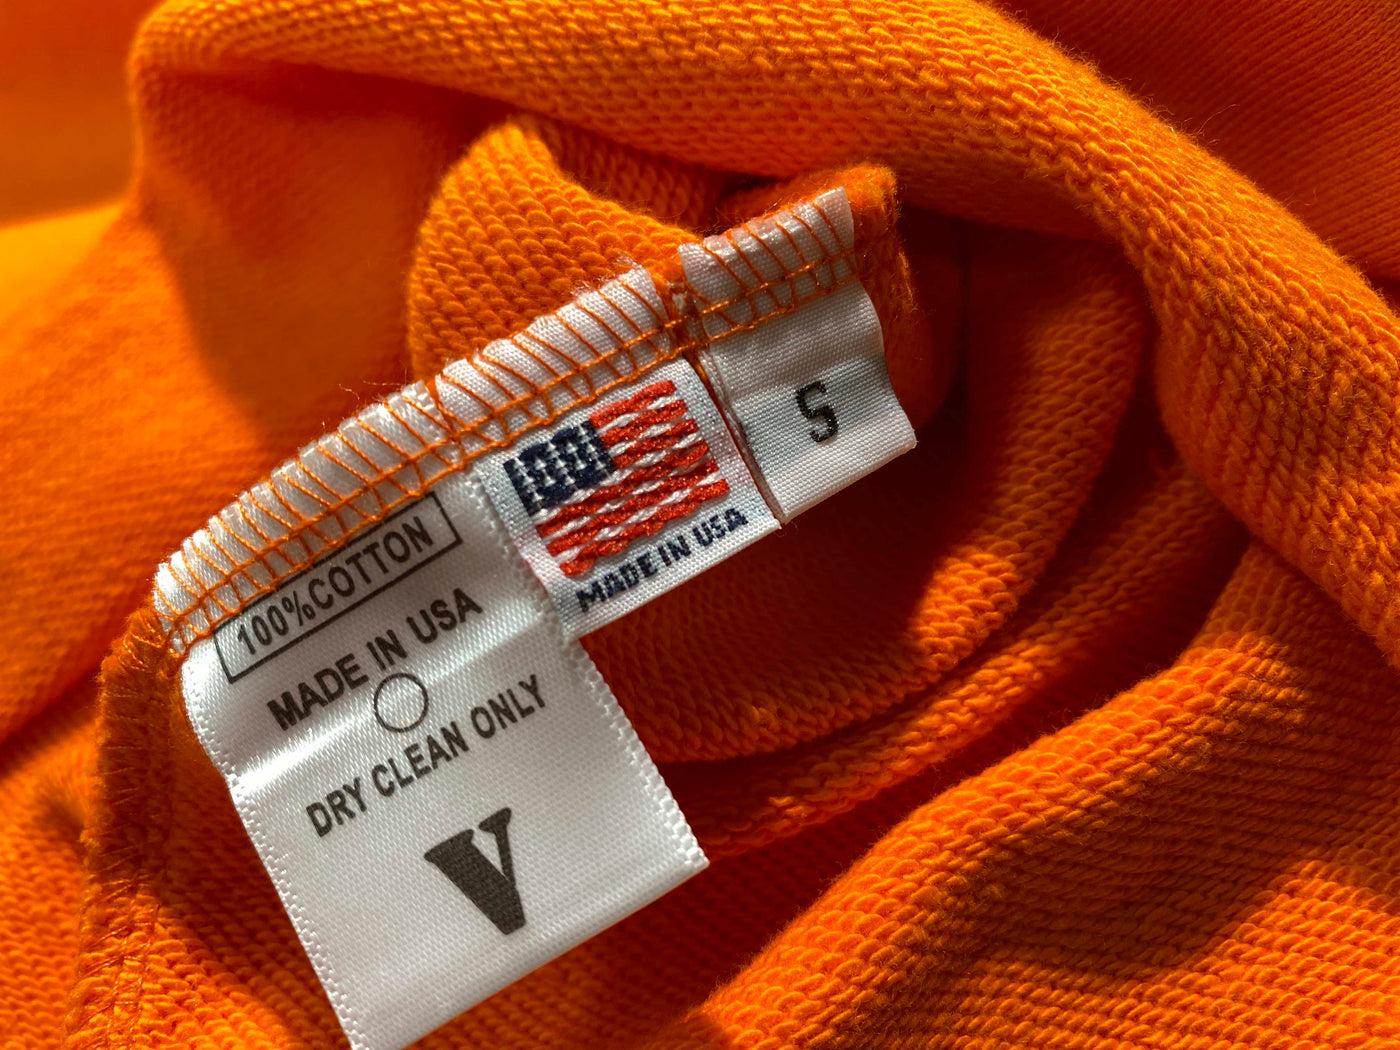 100%COTTON
MADE IN USA
DRY CLEAN ONLY
V
MADE IN USA
S